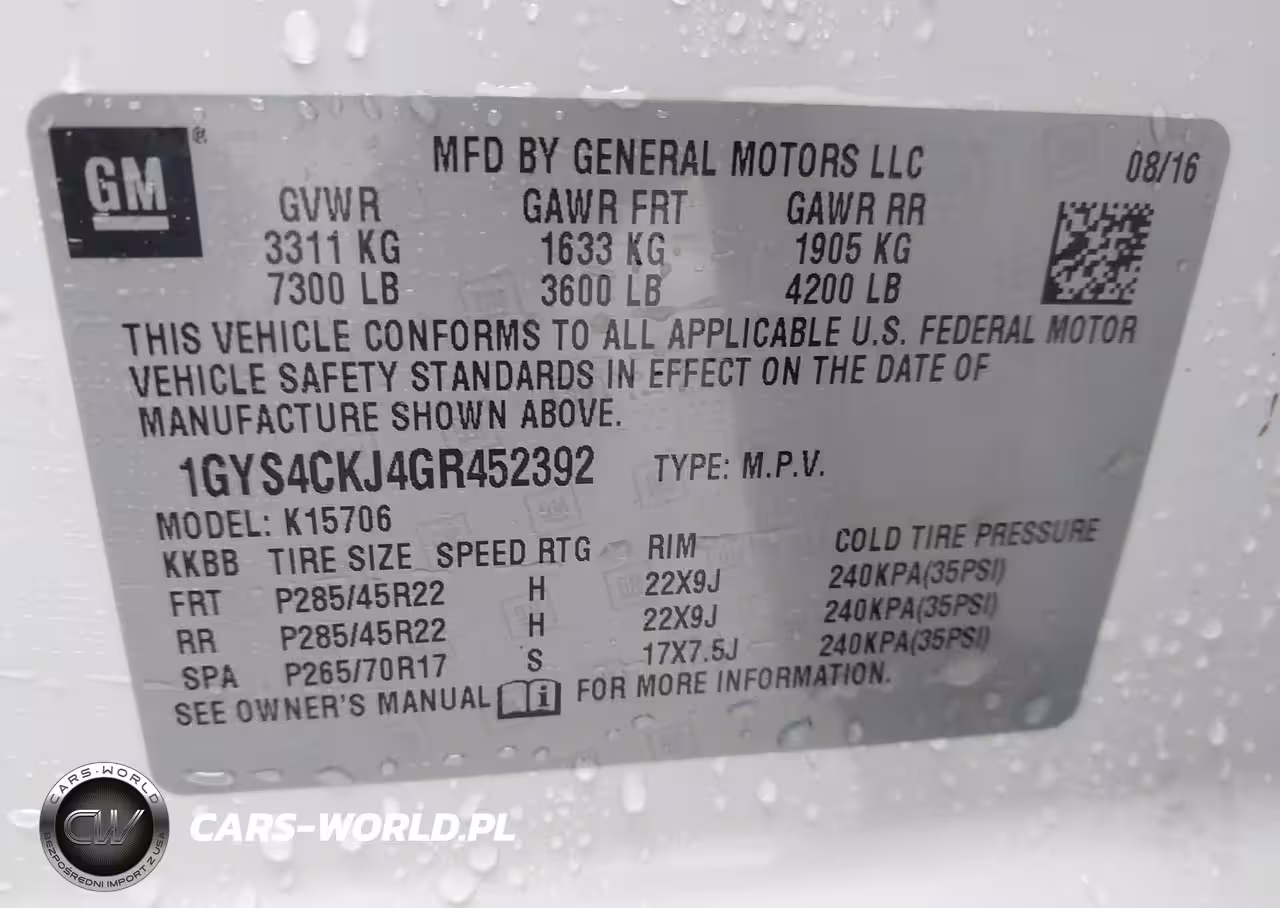 GM ®
MFD BY GENERAL MOTORS LLC 08/16
GVWR GAWR FRT GAWR RR
3311 KG 1633 KG 1905 KG
7300 LB 3600 LB 4200 LB
THIS VEHICLE CONFORMS TO ALL APPLICABLE U.S. FEDERAL MOTOR
VEHICLE SAFETY STANDARDS IN EFFECT ON THE DATE OF
MANUFACTURE SHOWN ABOVE.
1GYS4CKJ4GR452392 TYPE: M.P.V.
MODEL: K15706
KKBB TIRE SIZE SPEED RTG RIM COLD TIRE PRESSURE
FRT P285/45R22 H 22X9J 240KPA(35PSI)
RR P285/45R22 H 22X9J 240KPA(35PSI)
SPA P265/70R17 S 17X7.5J 240KPA(35PSI)
SEE OWNER'S MANUAL i FOR MORE INFORMATION.
CARS-WORLD
CW
BEZPOŚREDNI IMPORT Z USA
CARS-WORLD.PL